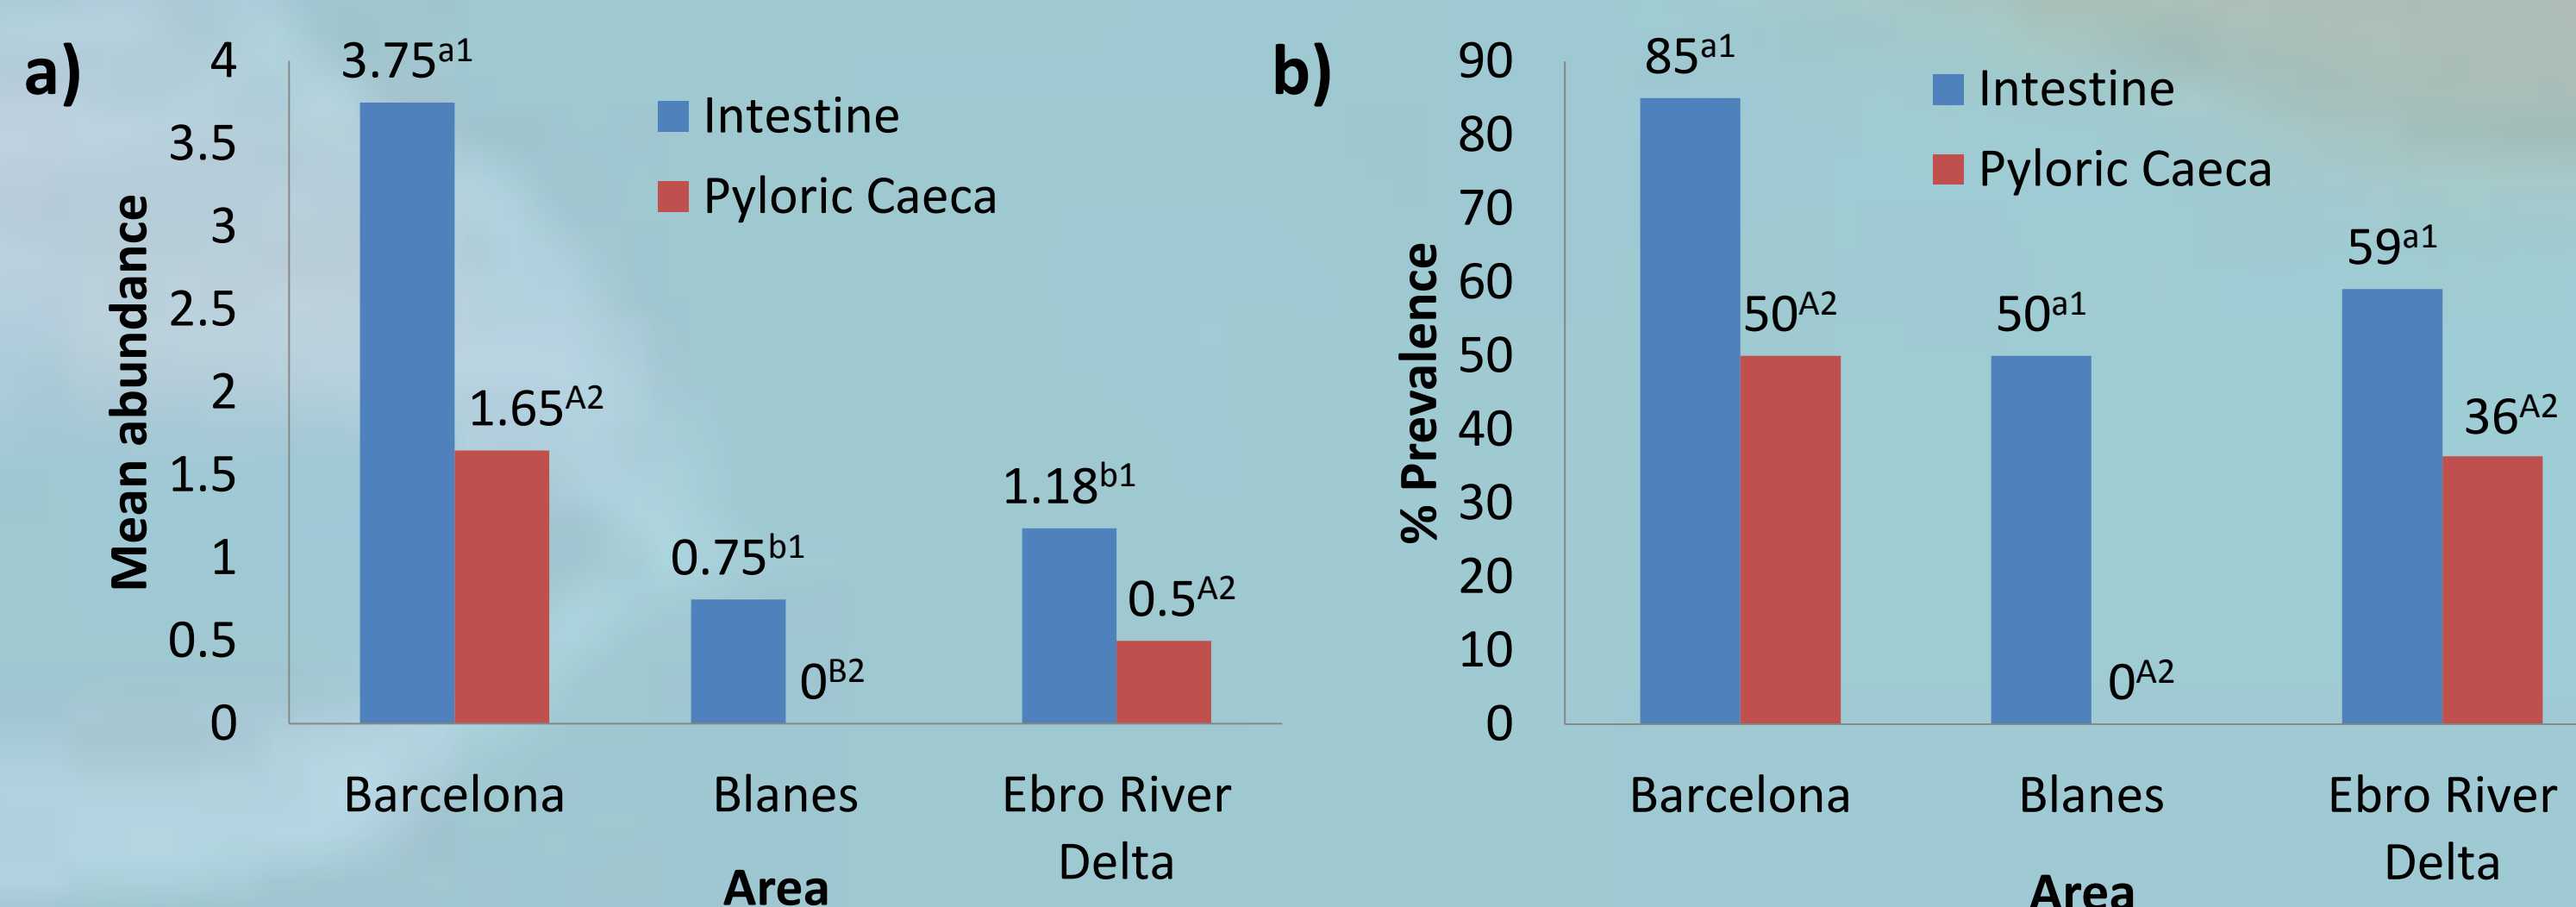 a)
4
3.5
3
2.5
2
1.5
1
0.5
0
Mean abundance
3.75a1
1.65A2
0.75b1
0B2
1.18b1
0.5A2
Intestine
Pyloric Caeca
Barcelona
Blanes
Ebro River
Delta
Area
b)
90
80
70
60
50
40
30
20
10
0
% Prevalence
85a1
50A2
50a1
0A2
59a1
36A2
Intestine
Pyloric Caeca
Barcelona
Blanes
Ebro River
Delta
Area